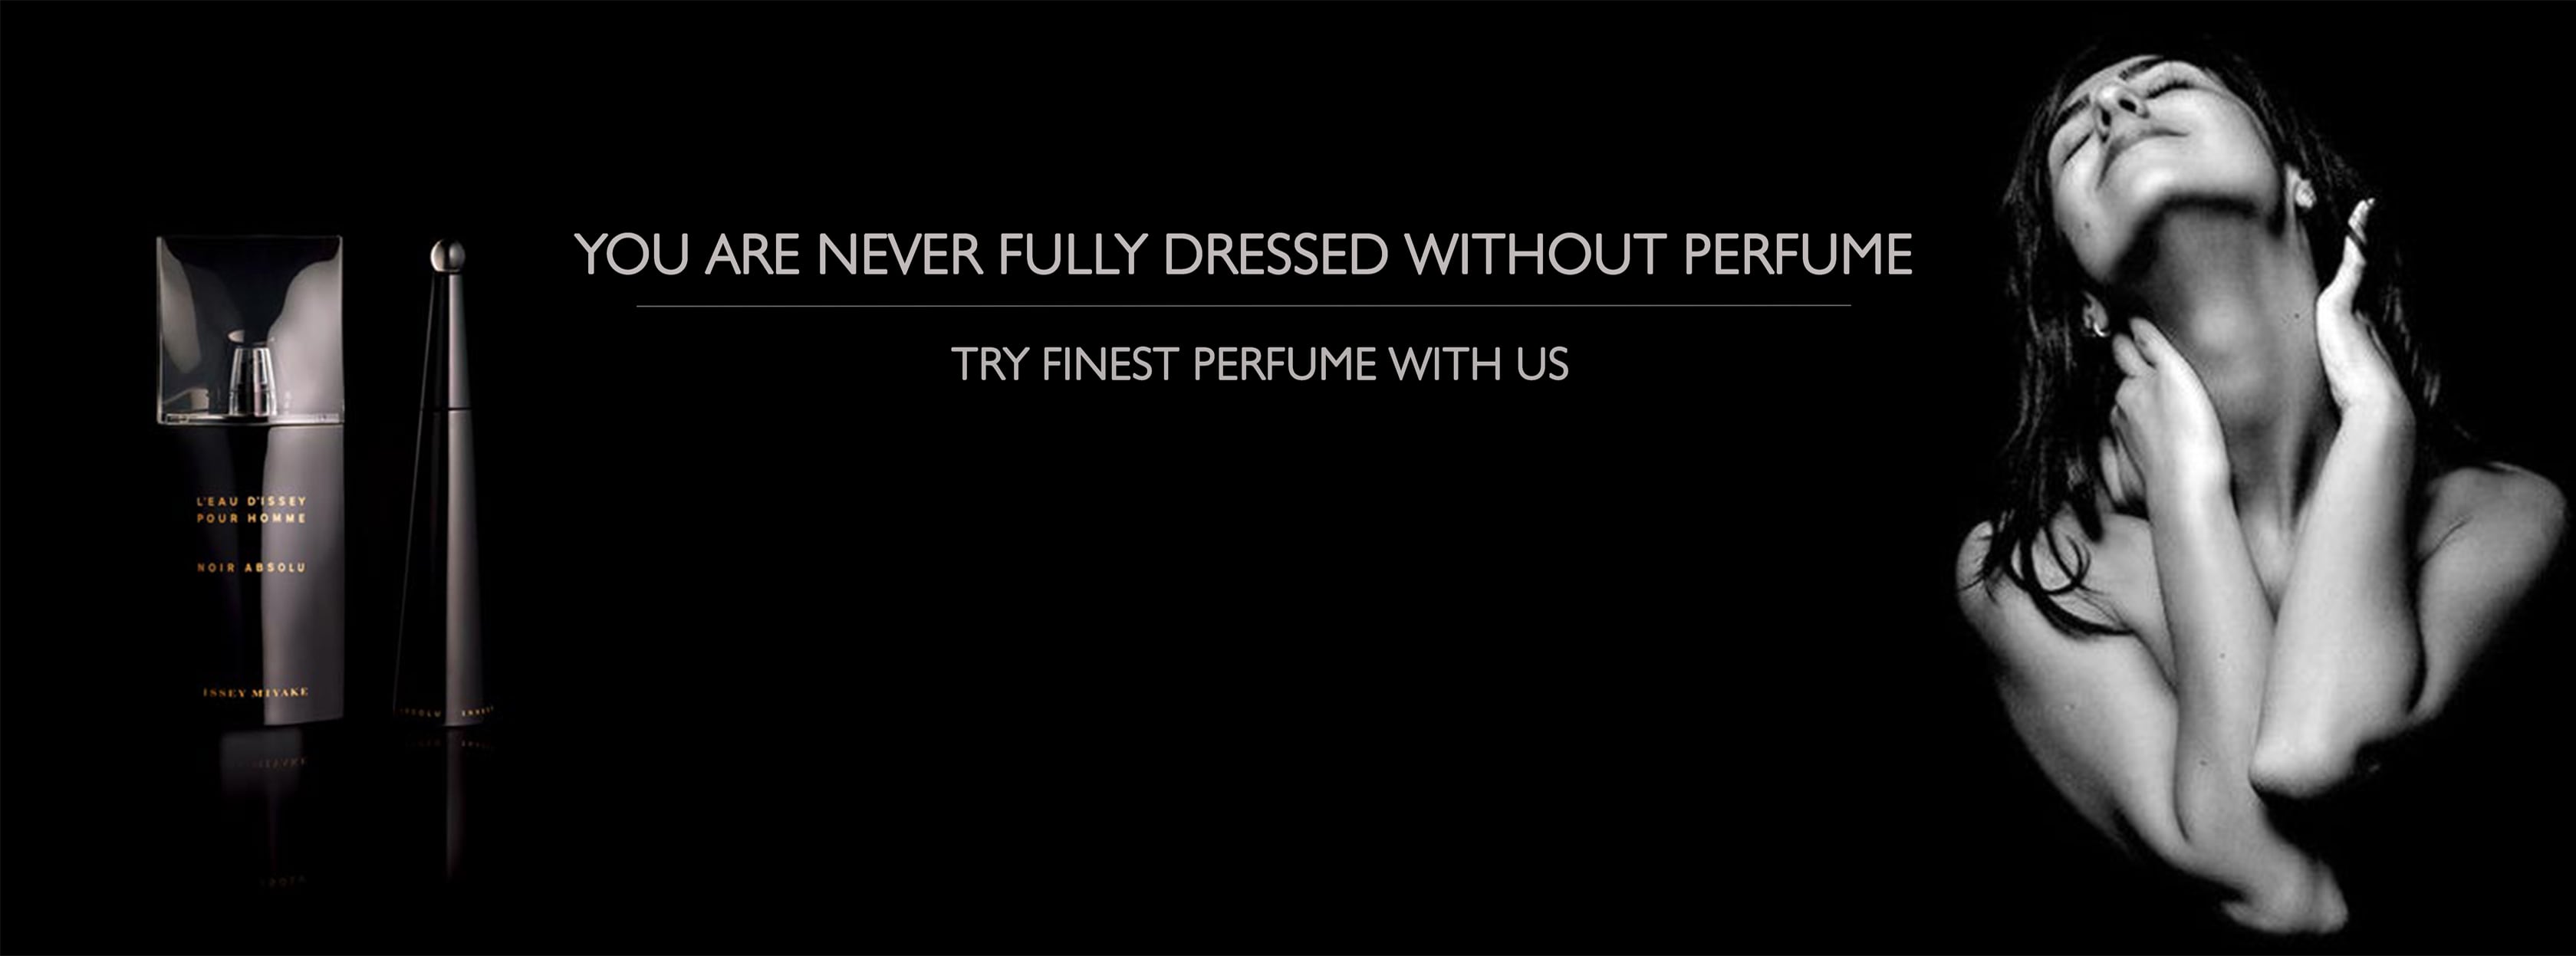 YOU ARE NEVER FULLY DRESSED WITHOUT PERFUME
TRY FINEST PERFUME WITH US
L'EAU D'ISSEY
POUR HOMME
NOIR ABSOLU
ISSEY MIYAKE